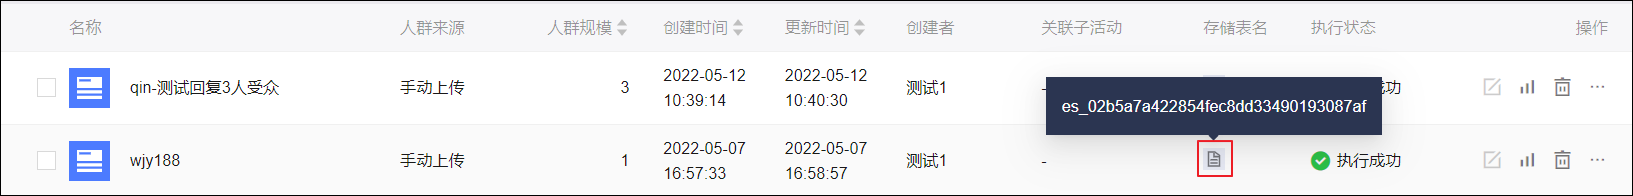 名称 人群来源 人群规模 创建时间 更新时间 创建者 关联子活动 存储表名 执行状态 操作
qin-测试回复3人受众 手动上传 3 2022-05-12 10:39:14 2022-05-12 10:40:30 测试1 - 成功
es_02b5a7a422854fec8dd33490193087af
wjy188 手动上传 1 2022-05-07 16:57:33 2022-05-07 16:58:57 测试1 - 执行成功